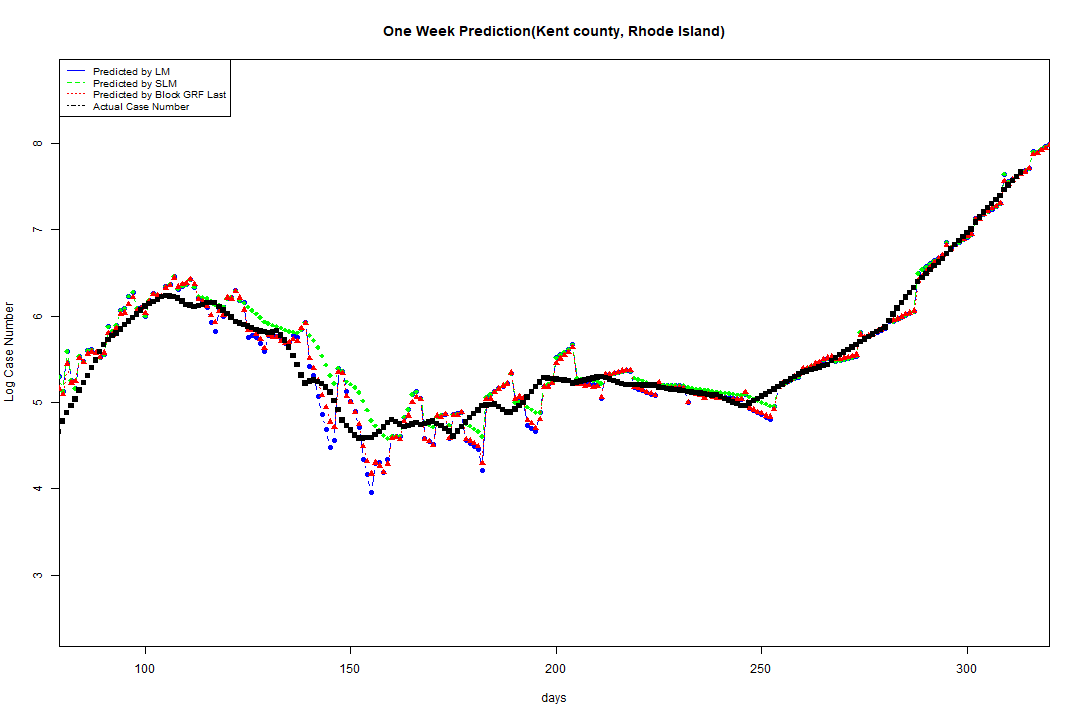 One Week Prediction(Kent county, Rhode Island)
Predicted by LM
Predicted by SLM
Predicted by Block GRF Last
Actual Case Number
8
7
6
5
4
3
Log Case Number
100 150 200 250 300
days